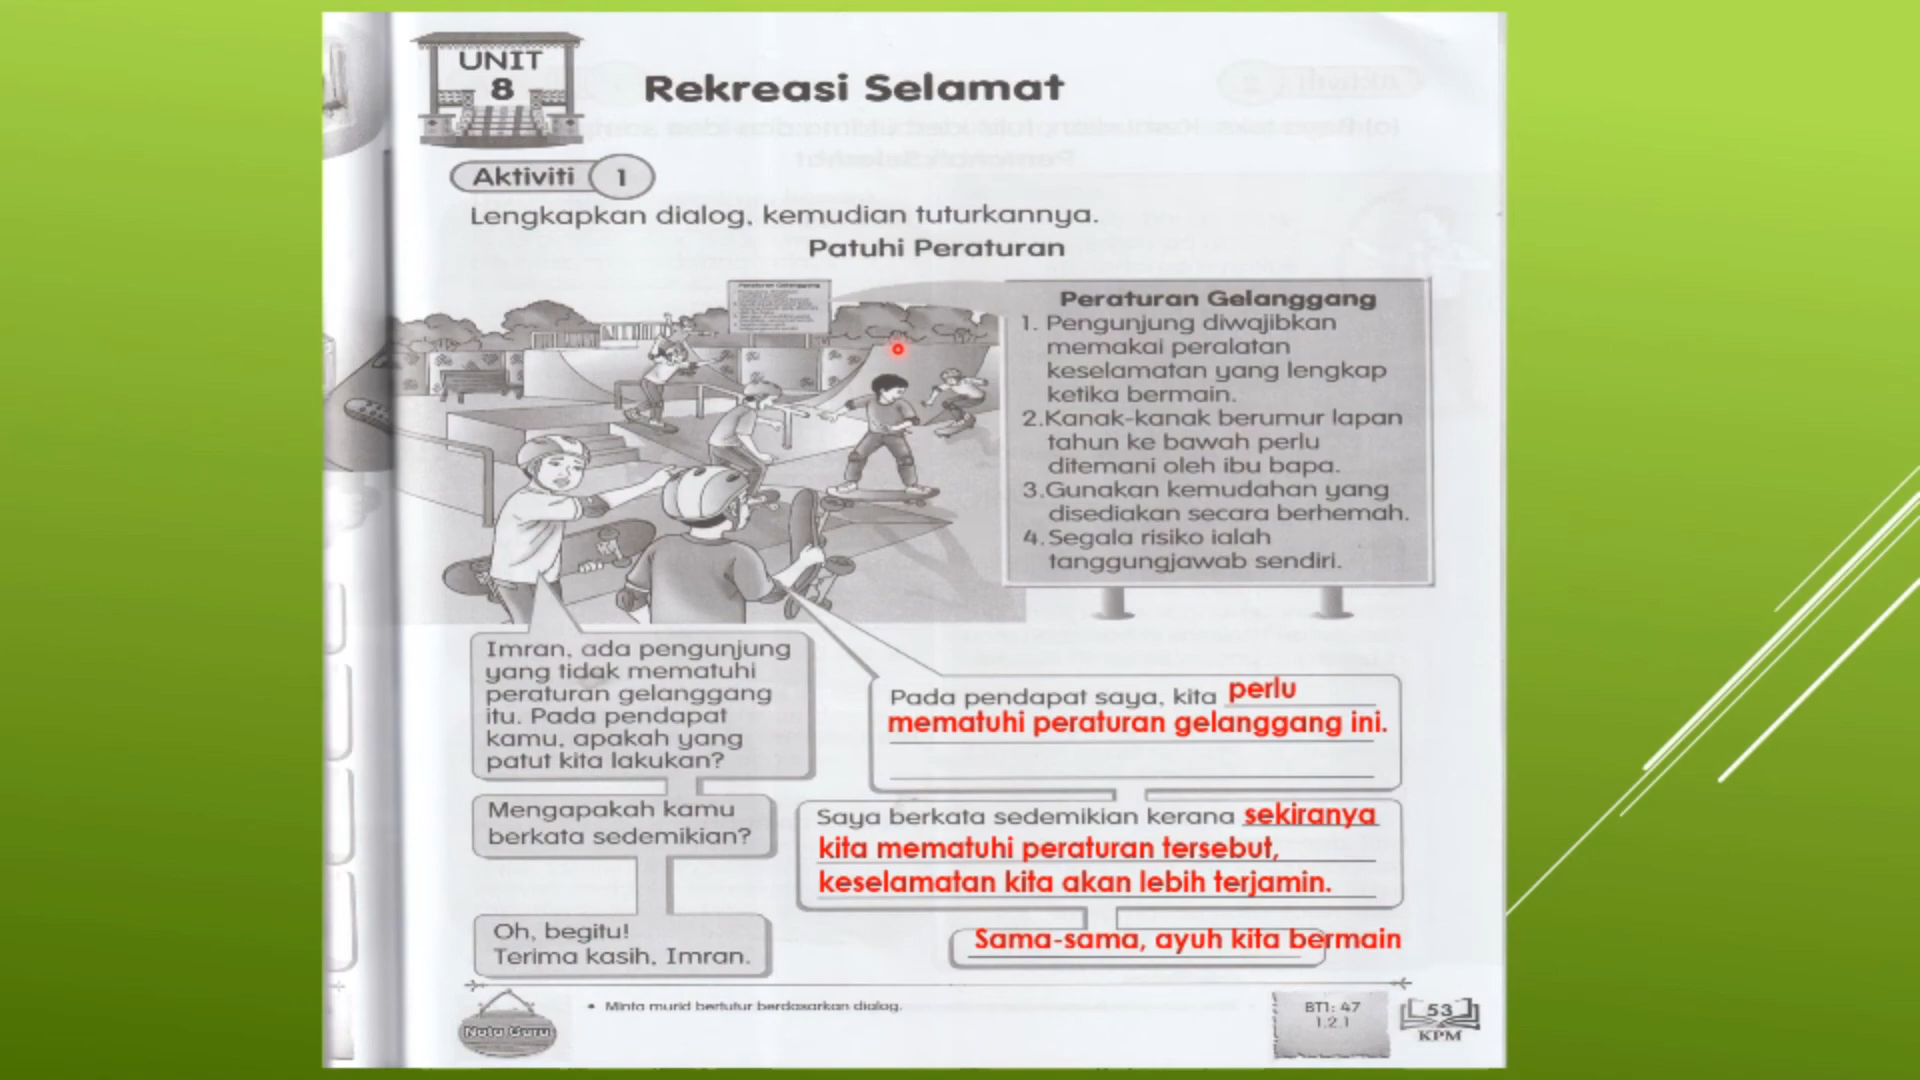 UNIT
8
Rekreasi Selamat
Aktiviti 1
Lengkapkan dialog, kemudian tuturkannya.
Patuhi Peraturan
Peraturan Gelanggang
Peraturan Gelanggang
1. Pengunjung diwajibkan
memakai peralatan
keselamatan yang lengkap
ketika bermain.
2.Kanak-kanak berumur lapan
tahun ke bawah perlu
ditemani oleh ibu bapa.
3.Gunakan kemudahan yang
disediakan secara berhemah.
4.Segala risiko ialah
tanggungjawab sendiri.
Imran, ada pengunjung
yang tidak mematuhi
peraturan gelanggang
itu. Pada pendapat
kamu, apakah yang
patut kita lakukan?
Pada pendapat saya, kita perlu
mematuhi peraturan gelanggang ini.
Mengapakah kamu
berkata sedemikian?
Saya berkata sedemikian kerana sekiranya
kita mematuhi peraturan tersebut,
keselamatan kita akan lebih terjamin.
Oh, begitu!
Terima kasih, Imran.
Sama-sama, ayuh kita bermain
Nota Guru
• Minta murid bertutur berdasarkan dialog.
BT1: 47
1.2.1
53
KPM